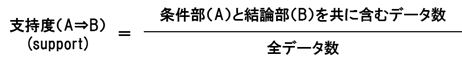 支持度(A⇒B)
(support)
=
条件部(A)と結論部(B)を共に含むデータ数
全データ数